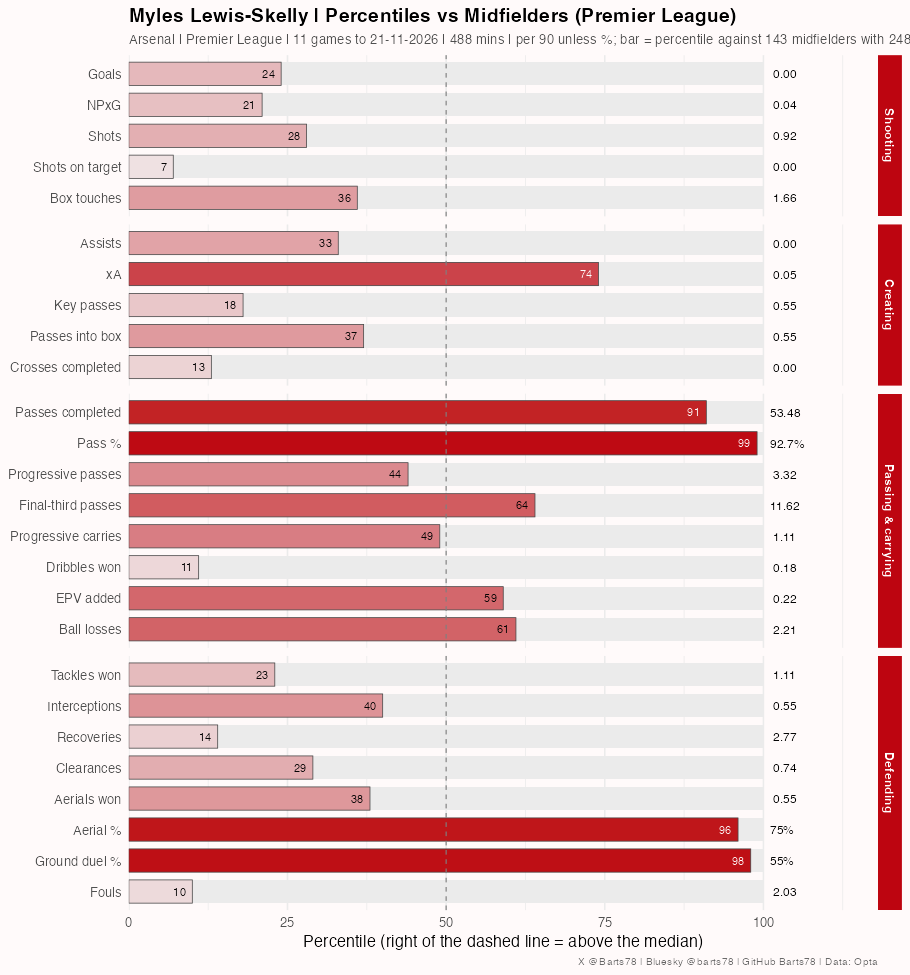 Myles Lewis-Skelly | Percentiles vs Midfielders (Premier League)
Arsenal | Premier League | 11 games to 21-11-2026 | 488 mins | per 90 unless %; bar = percentile against 143 midfielders with 248
Goals 24 0.00
NPxG 21 0.04
Shots 28 0.92
Shots on target 7 0.00
Box touches 36 1.66
Shooting
Assists 33 0.00
xA 74 0.05
Key passes 18 0.55
Passes into box 37 0.55
Crosses completed 13 0.00
Creating
Passes completed 91 53.48
Pass % 99 92.7%
Progressive passes 44 3.32
Final-third passes 64 11.62
Progressive carries 49 1.11
Dribbles won 11 0.18
EPV added 59 0.22
Ball losses 61 2.21
Passing & carrying
Tackles won 23 1.11
Interceptions 40 0.55
Recoveries 14 2.77
Clearances 29 0.74
Aerials won 38 0.55
Aerial % 96 75%
Ground duel % 98 55%
Fouls 10 2.03
Defending
0 25 50 75 100
Percentile (right of the dashed line = above the median)
X @Barts78 | Bluesky @barts78 | GitHub Barts78 | Data: Opta